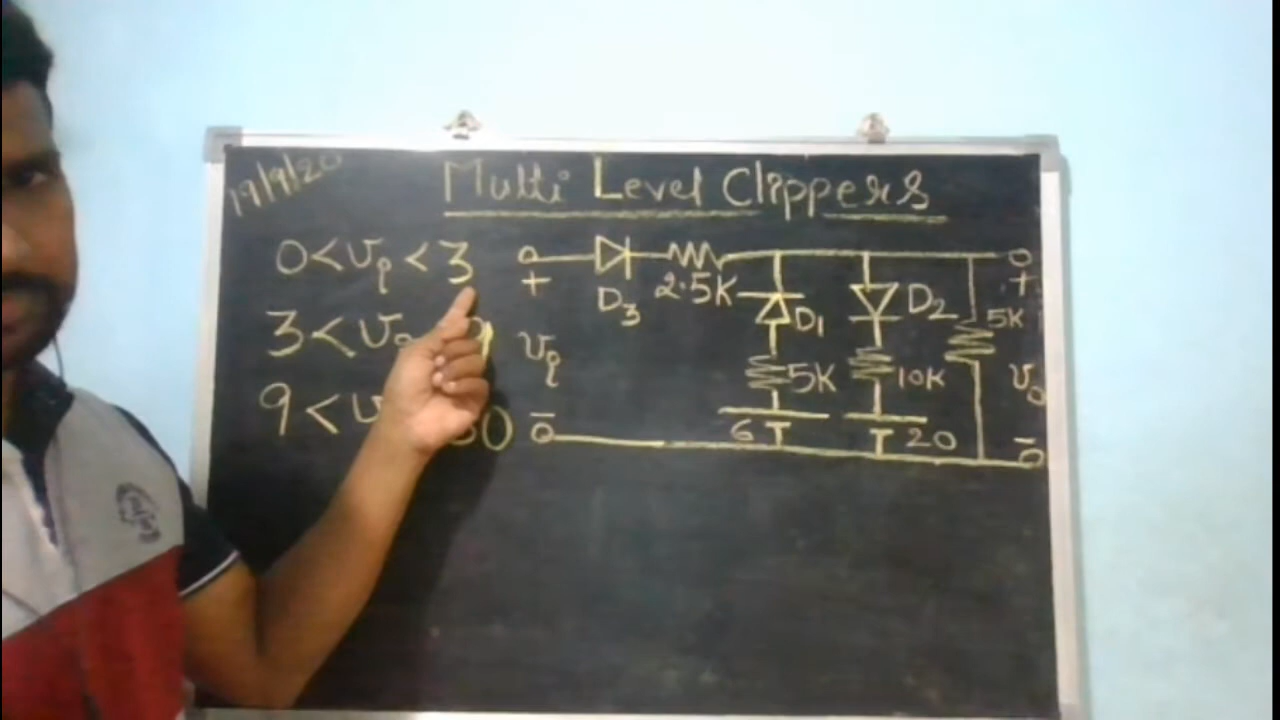 19/9/20
Multi Level Clippers
0 < vi < 3
3 < v
9 < v
+
D3
2.5K
D1
D2
5K
+
vi
5K
10K
vo
-
6
20
-